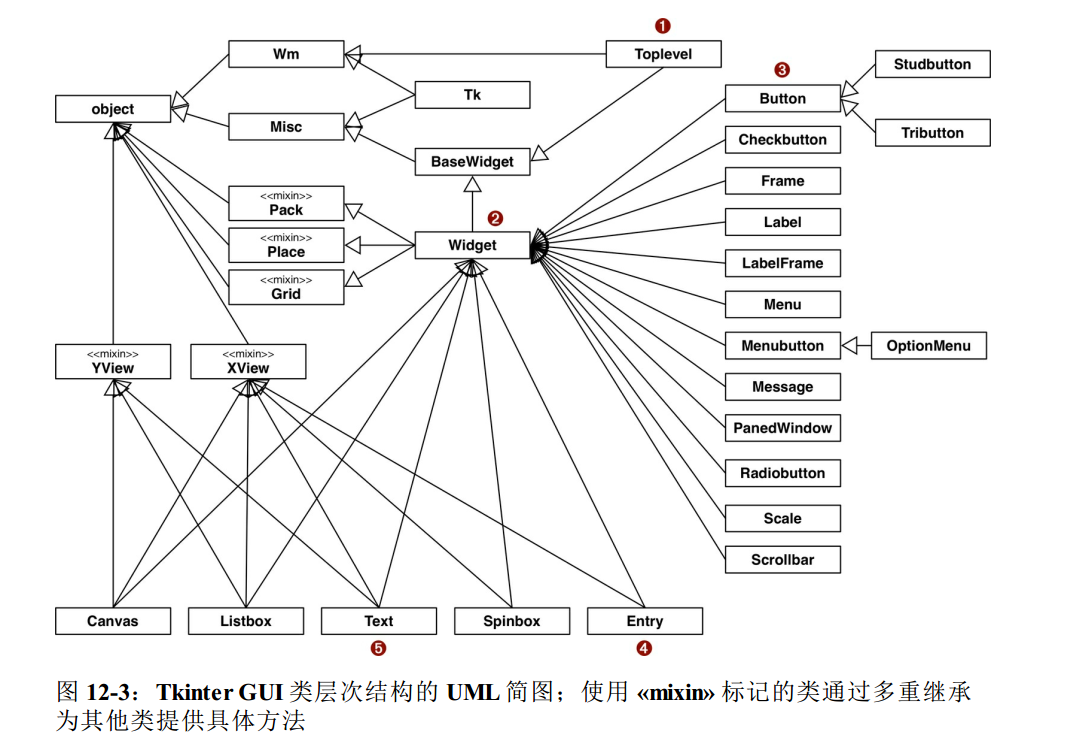 ❶
Wm
Toplevel
❸
Studbutton
object
Tk
Button
Misc
Tributton
Checkbutton
BaseWidget
Frame
<<mixin>>
Pack
❷
Label
<<mixin>>
Place
Widget
LabelFrame
<<mixin>>
Grid
Menu
<<mixin>>
YView
<<mixin>>
XView
Menubutton
OptionMenu
Message
PanedWindow
Radiobutton
Scale
Scrollbar
Canvas
Listbox
Text
Spinbox
Entry
❺
❹
图 12-3：Tkinter GUI 类层次结构的 UML 简图；使用 «mixin» 标记的类通过多重继承
为其他类提供具体方法